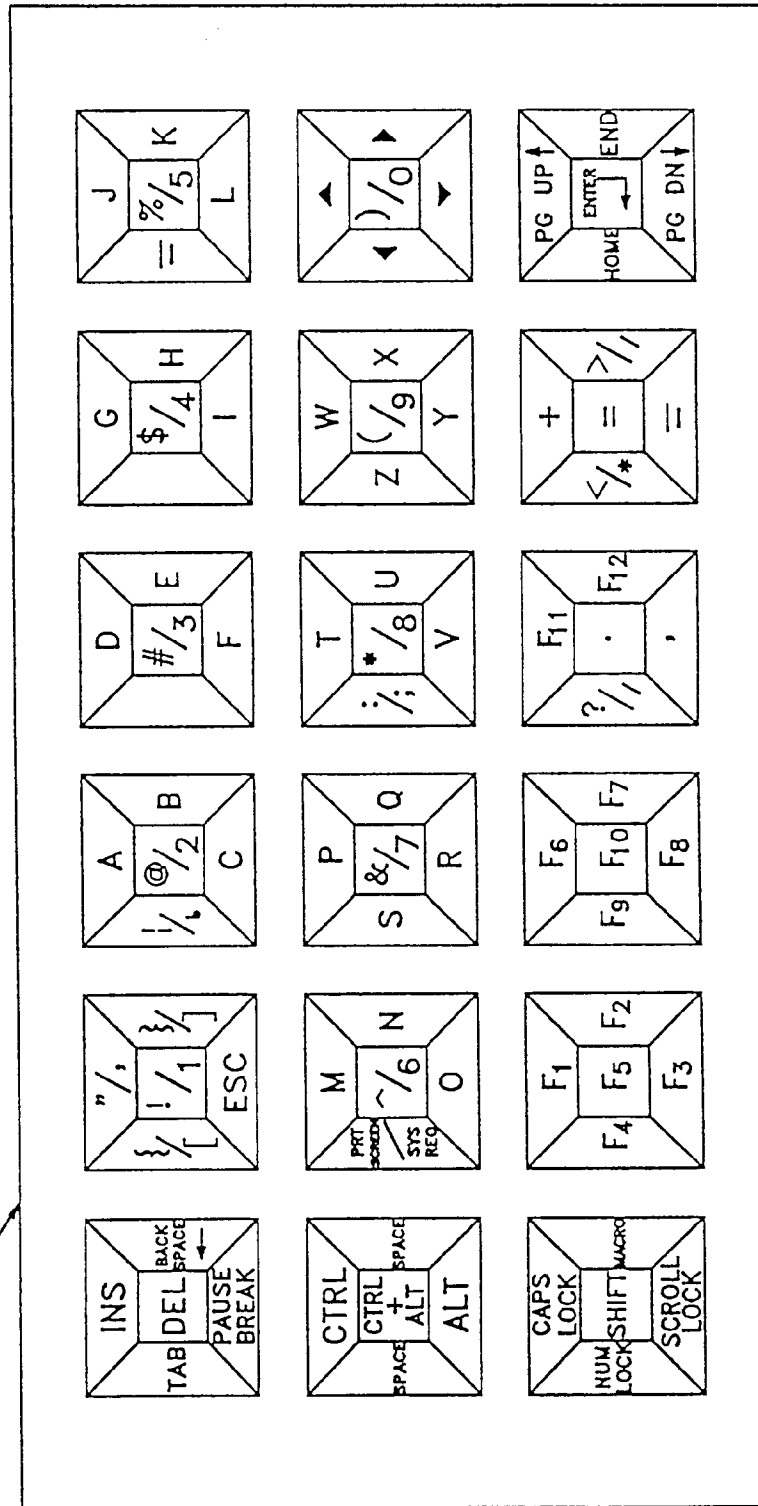 INS
TAB
DEL
BACK
SPACE
←
PAUSE
BREAK
"/,
{/[
!/1
}/]
ESC
A
@/2
B
C
D
#/3
E
F
G
$/4
H
I
J
=
%/5
K
L
CTRL
SPACE
CTRL
+
ALT
SPACE
ALT
M
PRT
SCREEN
SYS
REQ
^/6
N
O
P
S
&/7
Q
R
T
:/;
*/8
U
V
W
Z
(/9
X
Y
)/0
CAPS
LOCK
NUM
LOCK
SHIFT
MACRO
SCROLL
LOCK
F1
F4
F5
F2
F3
F6
F9
F10
F7
F8
F11
?//
.
F12
,
+
</*
=
>//
=
PG UP↑
HOME
ENTER
END
PG DN↓